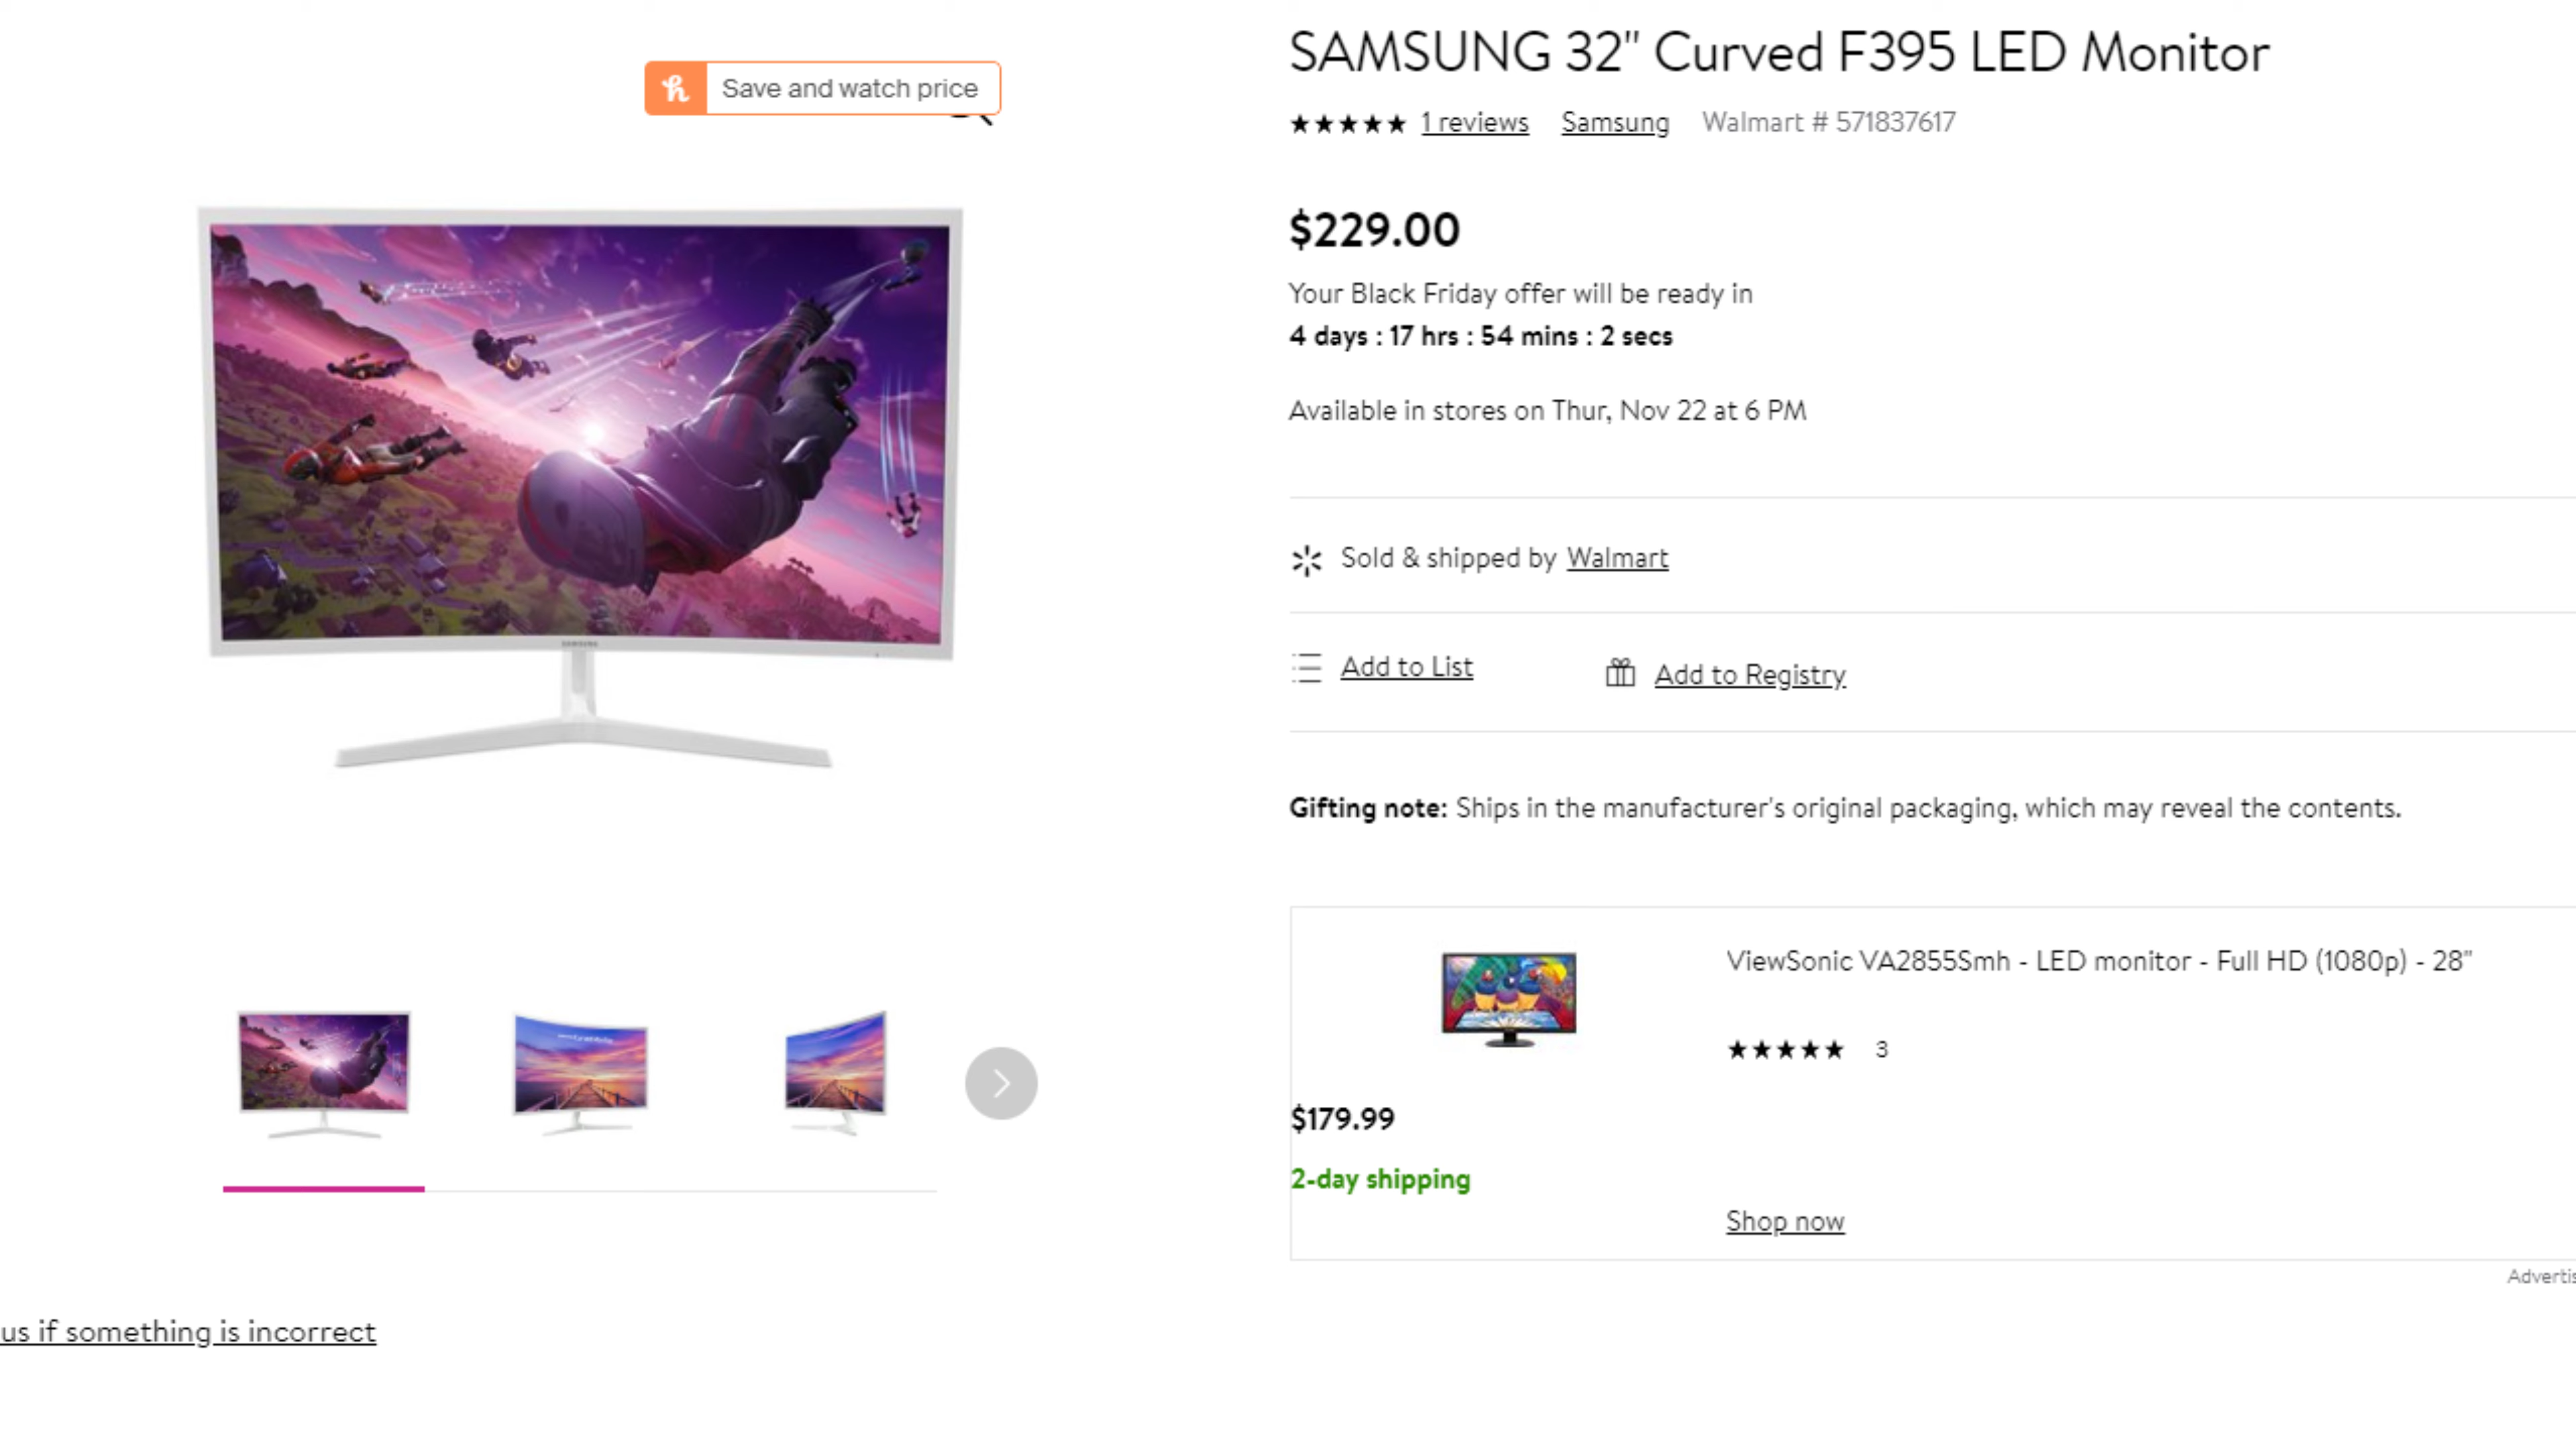 SAMSUNG 32" Curved F395 LED Monitor
Save and watch price
★★★★★ 1 reviews Samsung Walmart # 571837617
$229.00
Your Black Friday offer will be ready in
4 days : 17 hrs : 54 mins : 2 secs
Available in stores on Thur, Nov 22 at 6 PM
Sold & shipped by Walmart
SAMSUNG
Add to List Add to Registry
Gifting note: Ships in the manufacturer's original packaging, which may reveal the contents.
ViewSonic VA2855Smh - LED monitor - Full HD (1080p) - 28"
★★★★★ 3
$179.99
2-day shipping
Shop now
Advertis
us if something is incorrect